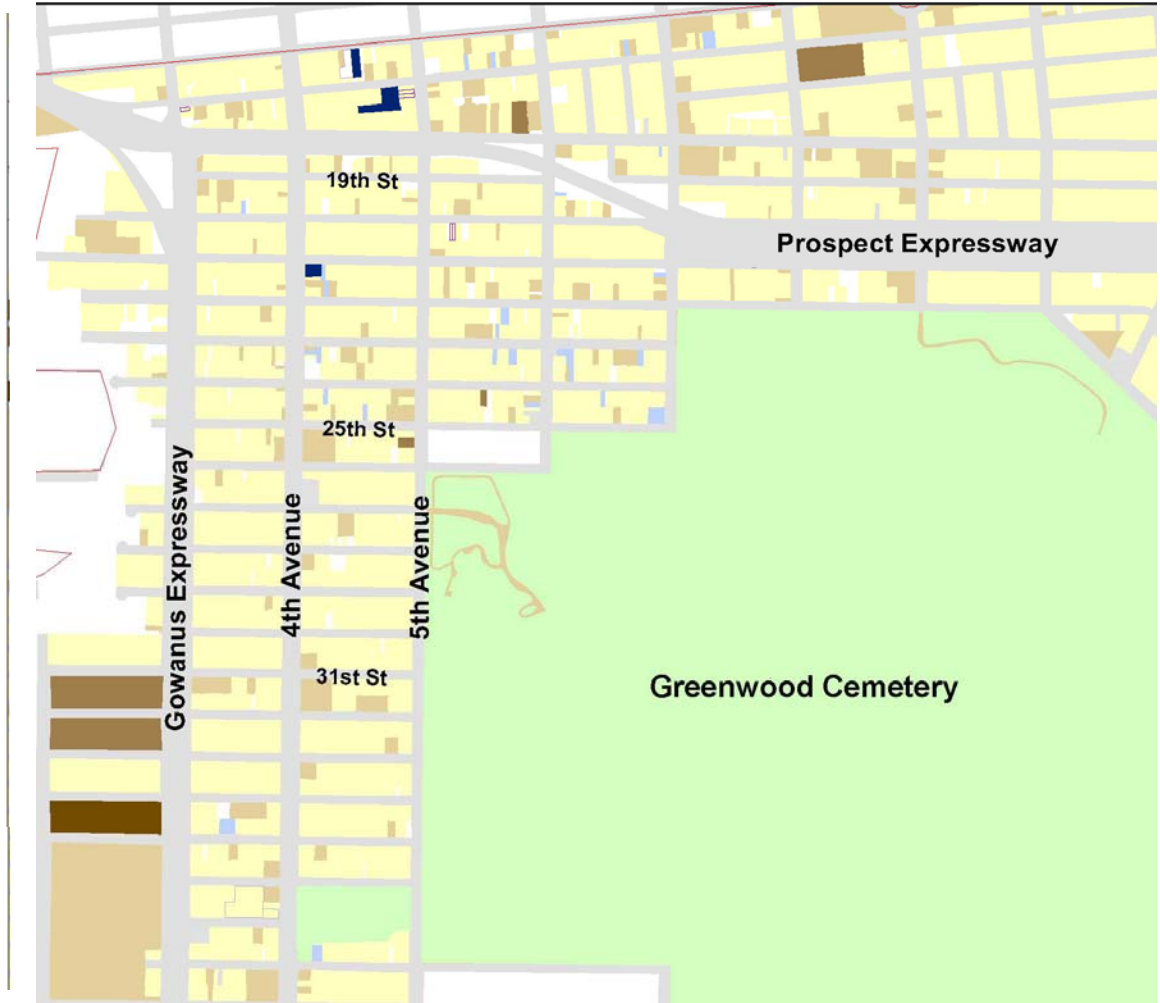 19th St
Prospect Expressway
25th St
Gowanus Expressway
4th Avenue
5th Avenue
31st St
Greenwood Cemetery